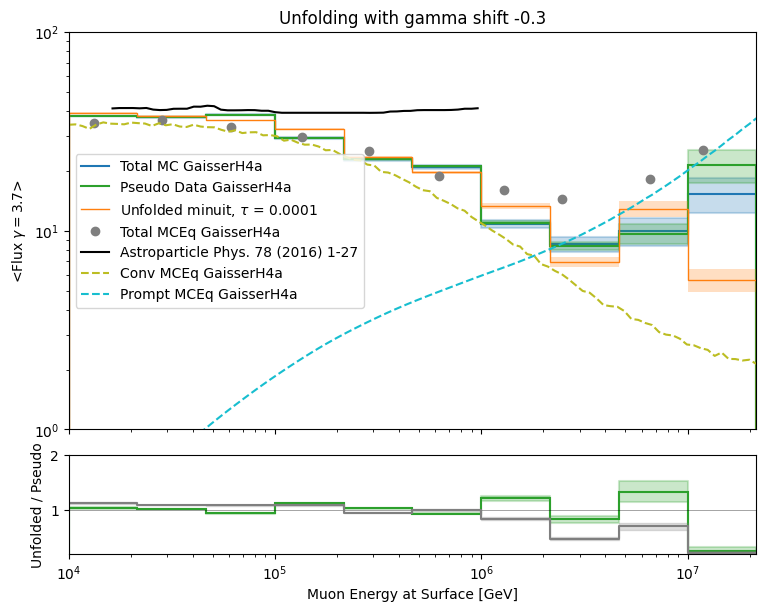 Unfolding with gamma shift -0.3
10²
10¹
10⁰
<Flux γ = 3.7>
Total MC GaisserH4a
Pseudo Data GaisserH4a
Unfolded minuit, τ = 0.0001
Total MCEq GaisserH4a
Astroparticle Phys. 78 (2016) 1-27
Conv MCEq GaisserH4a
Prompt MCEq GaisserH4a
2
1
Unfolded / Pseudo
10⁴ 10⁵ 10⁶ 10⁷
Muon Energy at Surface [GeV]